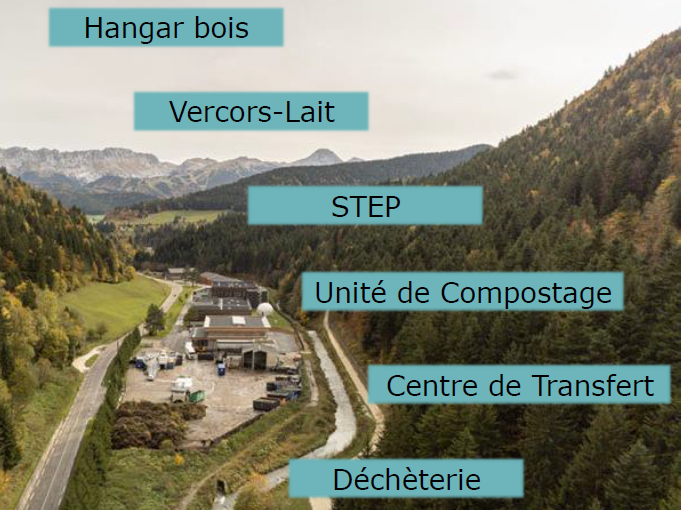 Hangar bois
Vercors-Lait
STEP
Unité de Compostage
Centre de Transfert
Déchèterie